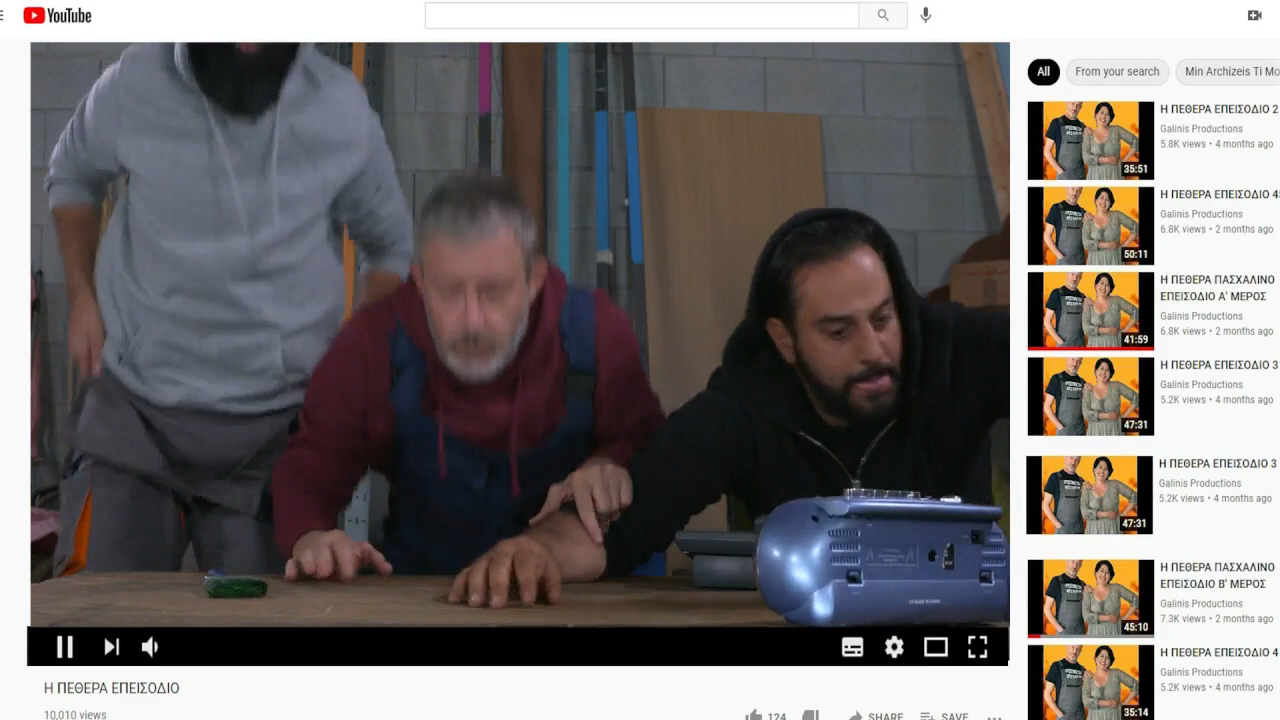 YouTube
All
From your search
Min Archizeis Ti Mo
Η ΠΕΘΕΡΑ ΕΠΕΙΣΟΔΙΟ 2
Galinis Productions
5.8K views • 4 months ago
35:51
Η ΠΕΘΕΡΑ ΕΠΕΙΣΟΔΙΟ 4
Galinis Productions
6.8K views • 2 months ago
50:11
Η ΠΕΘΕΡΑ ΠΑΣΧΑΛΙΝΟ
ΕΠΕΙΣΟΔΙΟ Α' ΜΕΡΟΣ
Galinis Productions
6.8K views • 2 months ago
41:59
Η ΠΕΘΕΡΑ ΕΠΕΙΣΟΔΙΟ 3
Galinis Productions
5.2K views • 4 months ago
47:31
Η ΠΕΘΕΡΑ ΕΠΕΙΣΟΔΙΟ 3
Galinis Productions
5.2K views • 4 months ago
47:31
Η ΠΕΘΕΡΑ ΠΑΣΧΑΛΙΝΟ
ΕΠΕΙΣΟΔΙΟ Β' ΜΕΡΟΣ
Galinis Productions
7.3K views • 2 months ago
45:10
Η ΠΕΘΕΡΑ ΕΠΕΙΣΟΔΙΟ 4
Galinis Productions
5.2K views • 4 months ago
35:14
Η ΠΕΘΕΡΑ ΕΠΕΙΣΟΔΙΟ
10,010 views
124
SHARE
SAVE